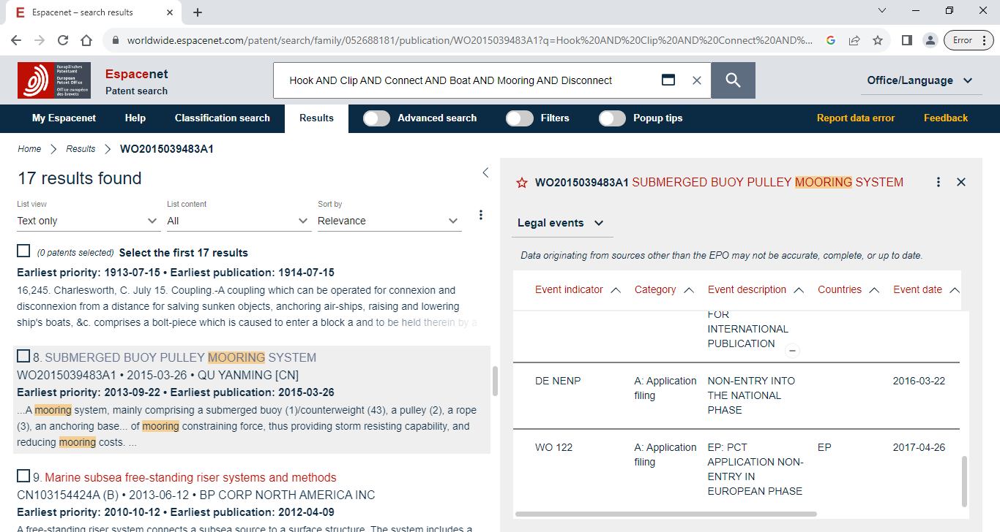 Espacenet – search results
worldwide.espacenet.com/patent/search/family/052688181/publication/WO2015039483A1?q=Hook%20AND%20Clip%20AND%20Connect%20AND%...
Error
Europäisches
Patentamt
European
Patent Office
Office européen
des brevets
Espacenet
Patent search
Hook AND Clip AND Connect AND Boat AND Mooring AND Disconnect
Office/Language
My Espacenet
Help
Classification search
Results
Advanced search
Filters
Popup tips
Report data error
Feedback
Home
Results
WO2015039483A1
17 results found
List view
Text only
List content
All
Sort by
Relevance
(0 patents selected) Select the first 17 results
Earliest priority: 1913-07-15 • Earliest publication: 1914-07-15
16,245. Charlesworth, C. July 15. Coupling.-A coupling which can be operated for connexion and
disconnexion from a distance for salving sunken objects, anchoring air-ships, raising and lowering
ship's boats, &c. comprises a bolt-piece which is caused to enter a block a and to be held therein by a
8. SUBMERGED BUOY PULLEY MOORING SYSTEM
WO2015039483A1 • 2015-03-26 • QU YANMING [CN]
Earliest priority: 2013-09-22 • Earliest publication: 2015-03-26
...A mooring system, mainly comprising a submerged buoy (1)/counterweight (43), a pulley (2), a rope
(3), an anchoring base... of mooring constraining force, thus providing storm resisting capability, and
reducing mooring costs. ...
9. Marine subsea free-standing riser systems and methods
CN103154424A (B) • 2013-06-12 • BP CORP NORTH AMERICA INC
Earliest priority: 2010-10-12 • Earliest publication: 2012-04-09
A free-standing riser system connects a subsea source to a surface structure. The system includes a
WO2015039483A1 SUBMERGED BUOY PULLEY MOORING SYSTEM
Legal events
Data originating from sources other than the EPO may not be accurate, complete, or up to date.
Event indicator
Category
Event description
Countries
Event date
FOR
INTERNATIONAL
PUBLICATION
DE NENP
A: Application
filing
NON-ENTRY INTO
THE NATIONAL
PHASE
2016-03-22
WO 122
A: Application
filing
EP: PCT
APPLICATION NON-
ENTRY IN
EUROPEAN PHASE
EP
2017-04-26